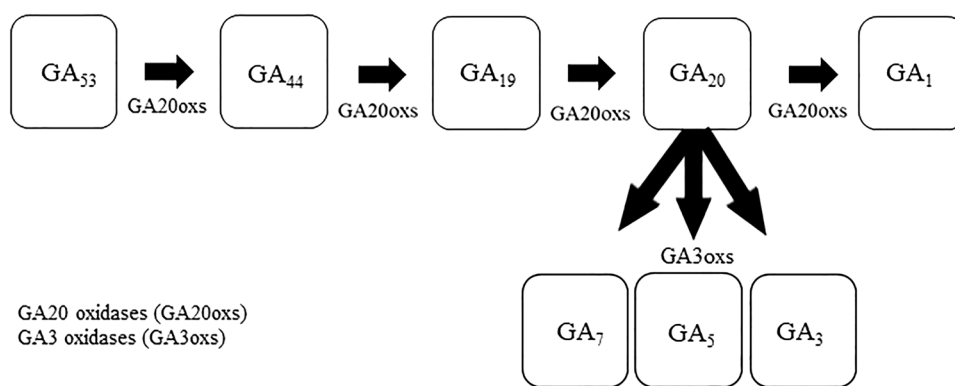 GA₅₃
GA₄₄
GA₁₉
GA₂₀
GA₁
GA20oxs
GA20oxs
GA20oxs
GA20oxs
GA3oxs
GA₇
GA₅
GA₃
GA20 oxidases (GA20oxs)
GA3 oxidases (GA3oxs)